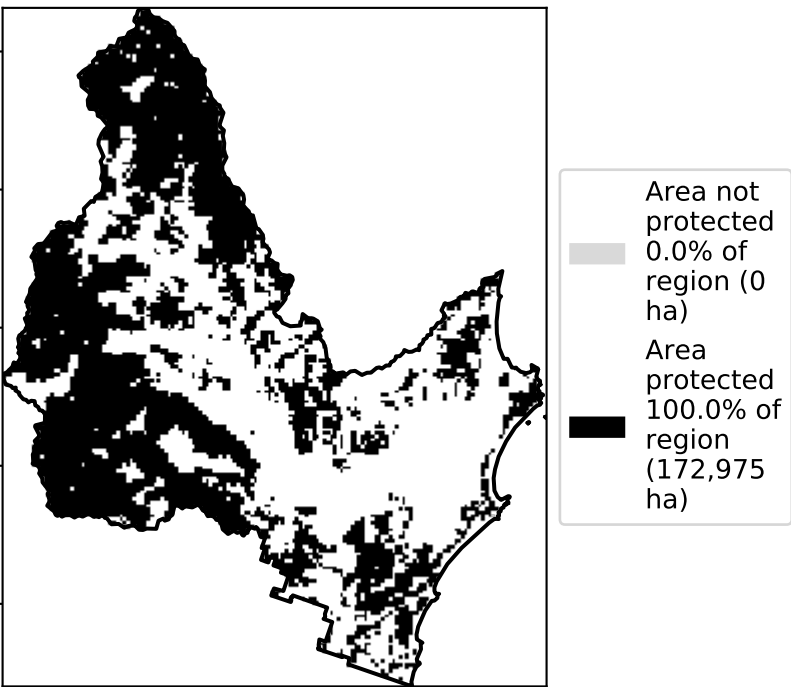 Area not
protected
0.0% of
region (0
ha)
Area
protected
100.0% of
region
(172,975
ha)